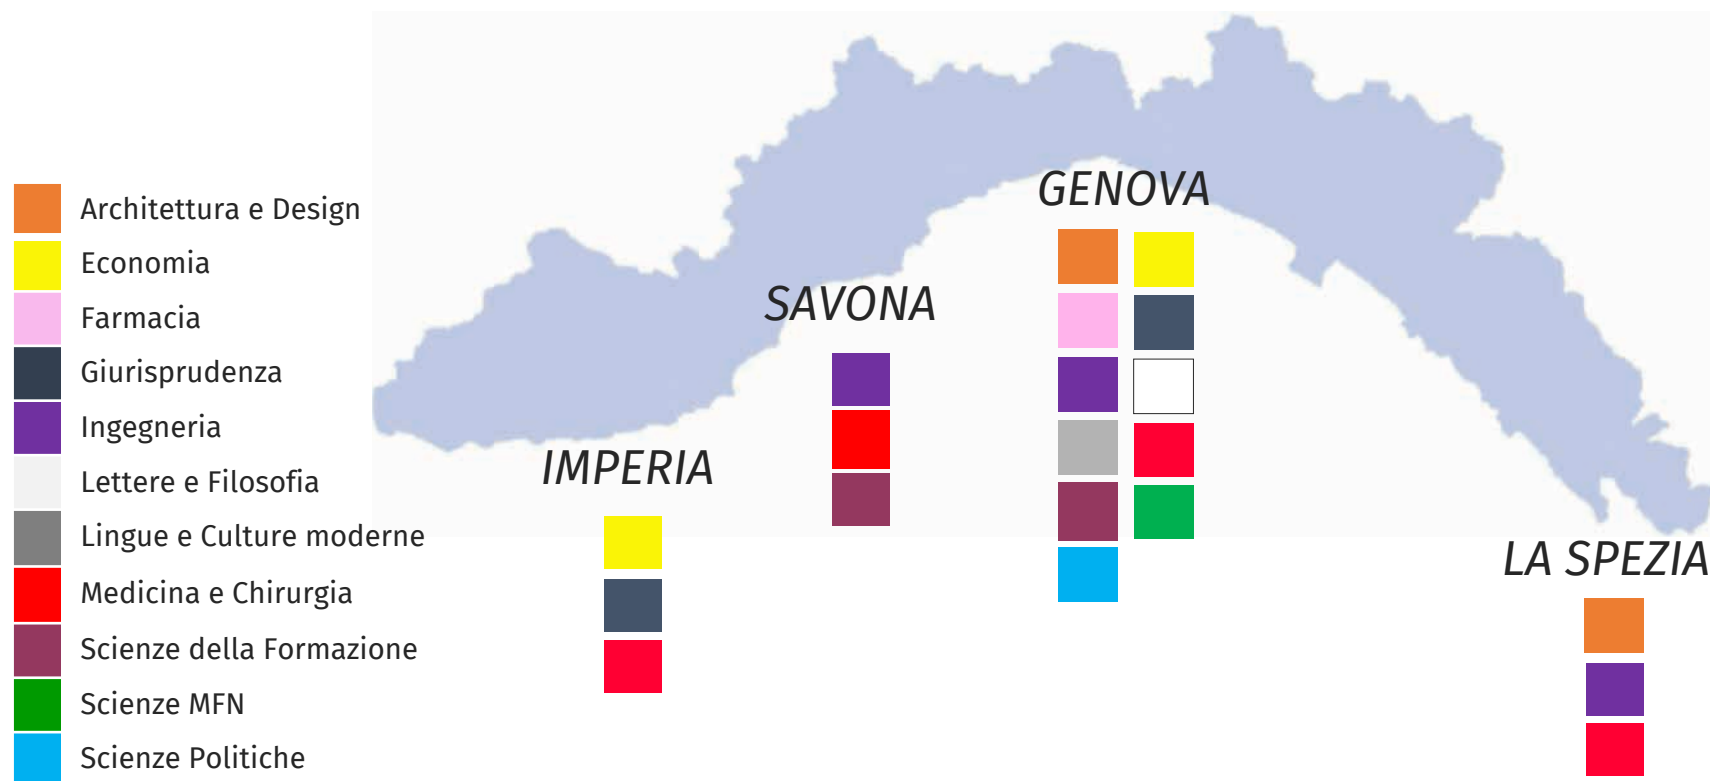 Architettura e Design
Economia
Farmacia
Giurisprudenza
Ingegneria
Lettere e Filosofia
Lingue e Culture moderne
Medicina e Chirurgia
Scienze della Formazione
Scienze MFN
Scienze Politiche
IMPERIA
SAVONA
GENOVA
LA SPEZIA